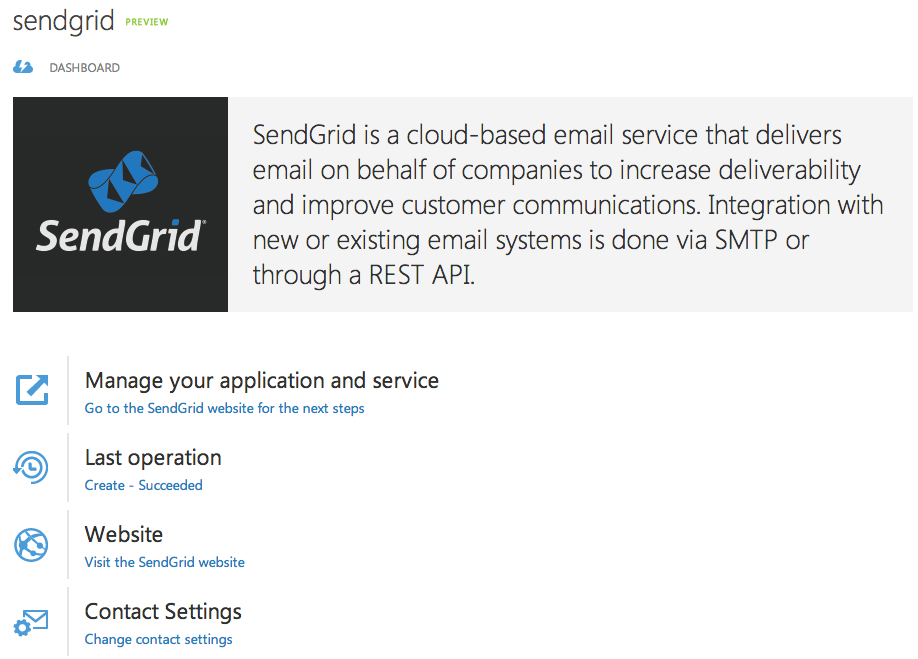 sendgrid PREVIEW
DASHBOARD
SendGrid®
SendGrid is a cloud-based email service that delivers
email on behalf of companies to increase deliverability
and improve customer communications. Integration with
new or existing email systems is done via SMTP or
through a REST API.
Manage your application and service
Go to the SendGrid website for the next steps
Last operation
Create - Succeeded
Website
Visit the SendGrid website
Contact Settings
Change contact settings